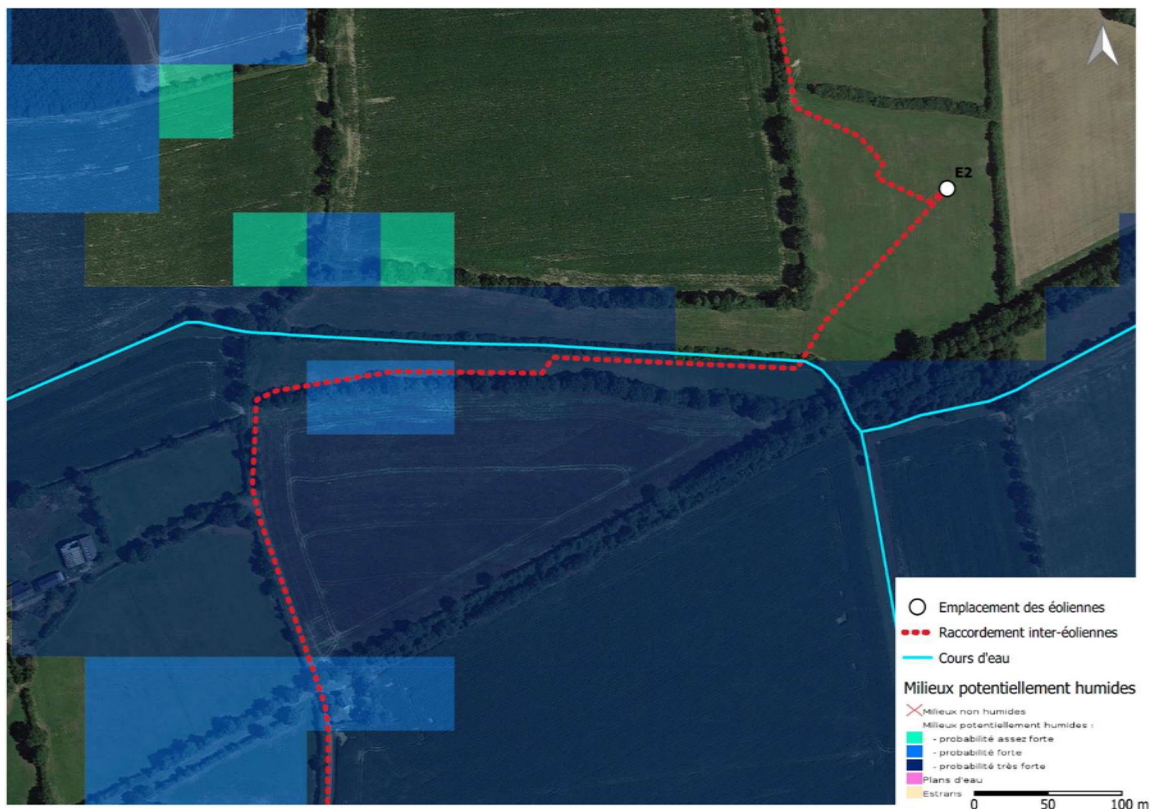 E2
Emplacement des éoliennes
Raccordement inter-éoliennes
Cours d'eau
Milieux potentiellement humides
Milieux non humides
Milieux potentiellement humides :
- probabilité assez forte
- probabilité forte
- probabilité très forte
Plans d'eau
Estrans
0 50 100 m